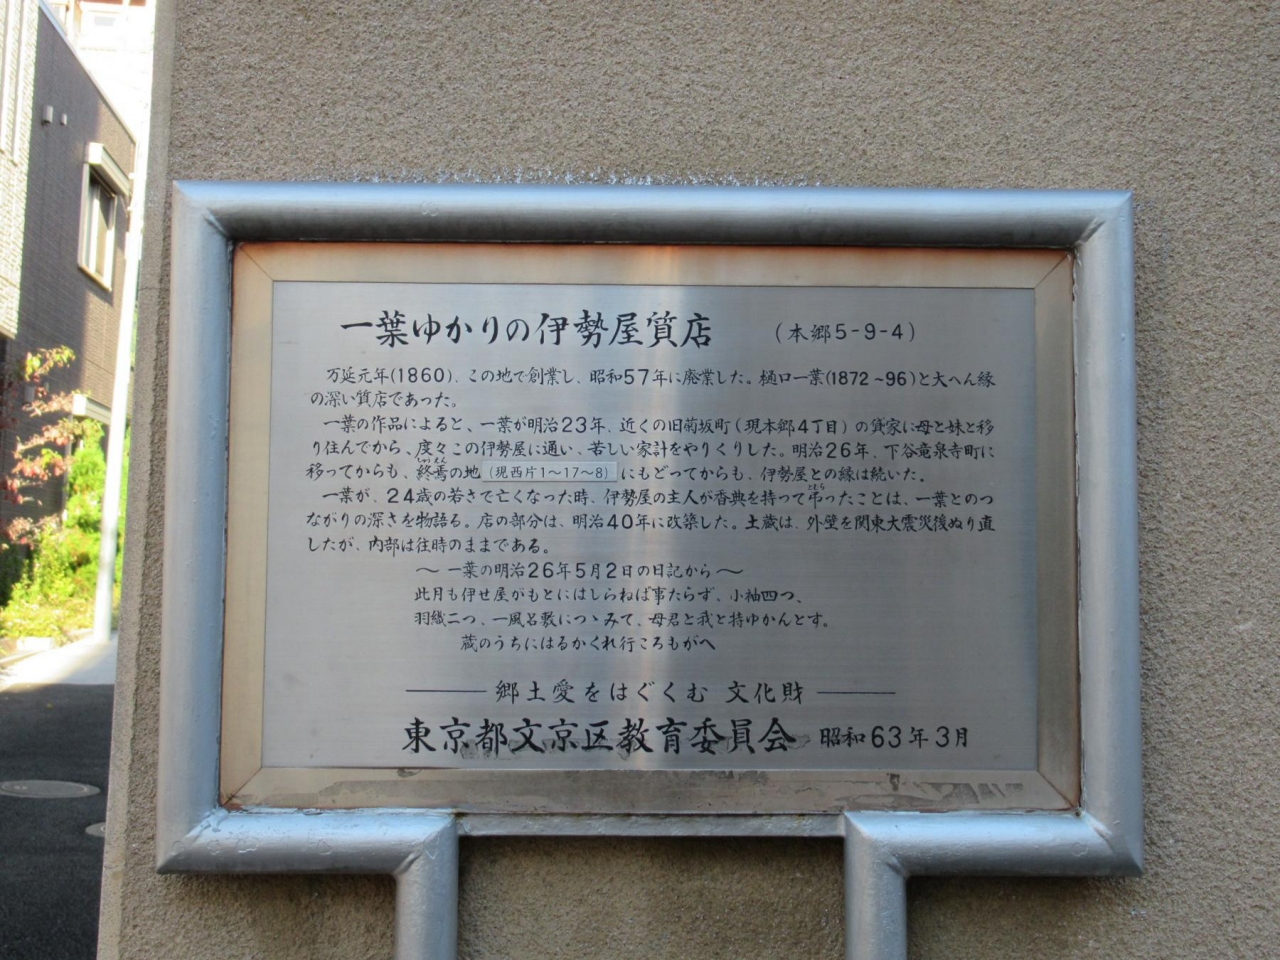 一葉ゆかりの伊勢屋質店 (本郷5-9-4)
万延元年(1860)、この地で創業し、昭和57年に廃業した。樋口一葉(1872～96)と大へん縁
の深い質店であった。
一葉の作品によると、一葉が明治23年、近くの旧菊坂町(現本郷4丁目)の貸家に母と妹と移
り住んでから、度々この伊勢屋に通い、苦しい家計をやりくりした。明治26年、下谷竜泉寺町に
移ってからも、終焉の地(現西片1～17～8)にもどってからも、伊勢屋との縁は続いた。
一葉が、24歳の若さで亡くなった時、伊勢屋の主人が香典を持って弔ったことは、一葉とのつ
ながりの深さを物語る。店の部分は、明治40年に改築した。土蔵は、外壁を関東大震災後ぬり直
したが、内部は往時のままである。
～一葉の明治26年5月2日の日記から～
此月も伊せ屋がもとにはしらねば事たらず、小袖四つ、
羽織二つ、一風呂敷につゝみて、母君と我と持ゆかんとす。
蔵のうちにはるかくれ行ころもがへ
郷土愛をはぐくむ 文化財
東京都文京区教育委員会 昭和63年3月